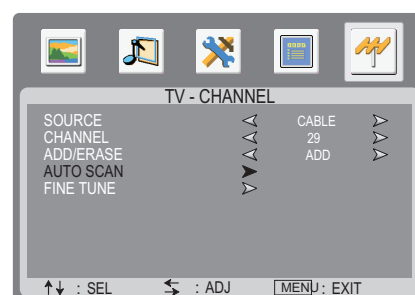 TV - CHANNEL
SOURCE CABLE
CHANNEL 29
ADD/ERASE ADD
AUTO SCAN
FINE TUNE
: SEL : ADJ MENU : EXIT